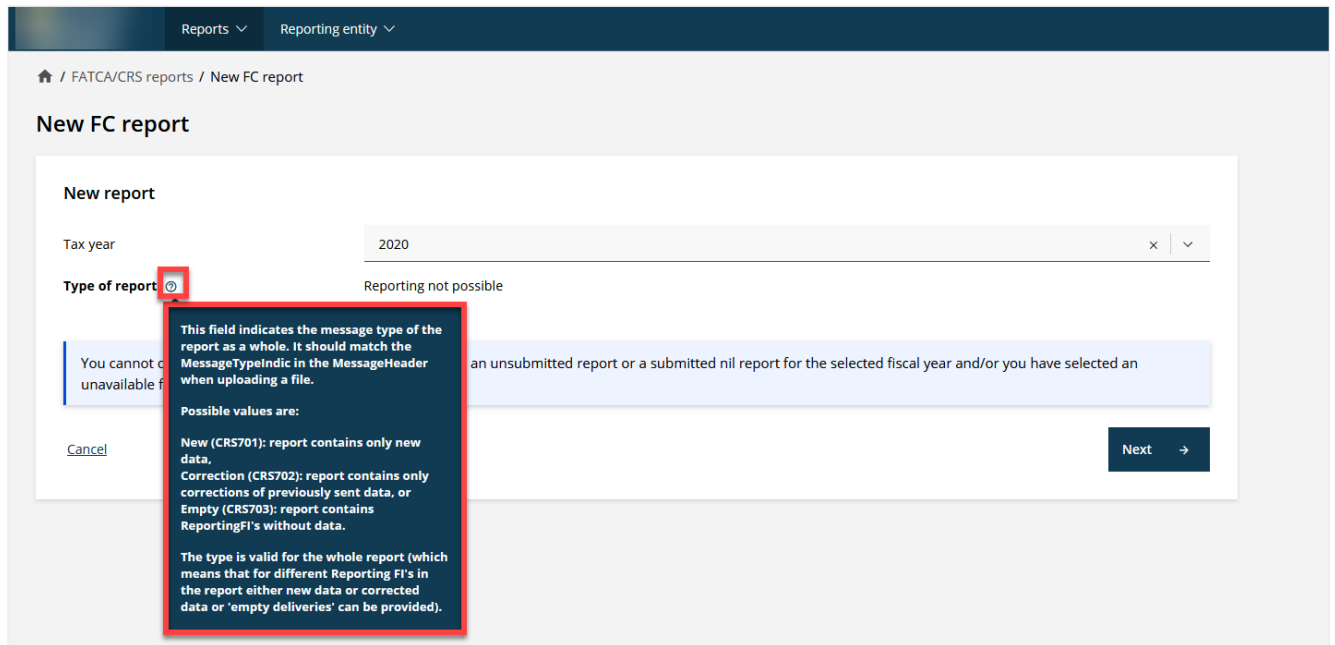 Reports
Reporting entity
/ FATCA/CRS reports / New FC report
New FC report
New report
Tax year
2020
Type of report
Reporting not possible
This field indicates the message type of the
report as a whole. It should match the
MessageTypeIndic in the MessageHeader
when uploading a file.
Possible values are:
New (CRS701): report contains only new
data,
Correction (CRS702): report contains only
corrections of previously sent data, or
Empty (CRS703): report contains
ReportingFI's without data.
The type is valid for the whole report (which
means that for different Reporting FI's in
the report either new data or corrected
data or 'empty deliveries' can be provided).
You cannot an unsubmitted report or a submitted nil report for the selected fiscal year and/or you have selected an
unavailable
Cancel
Next